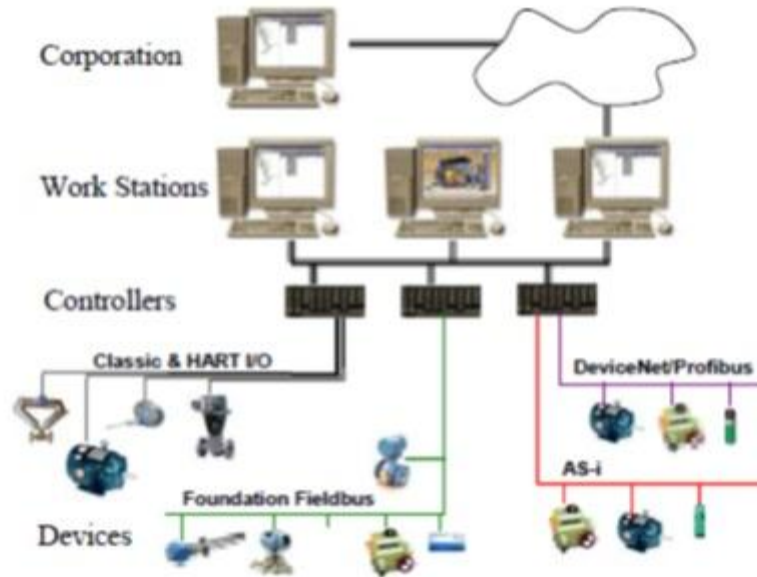 Corporation
Work Stations
Controllers
Classic & HART I/O
DeviceNet/Profibus
AS-i
Foundation Fieldbus
Devices